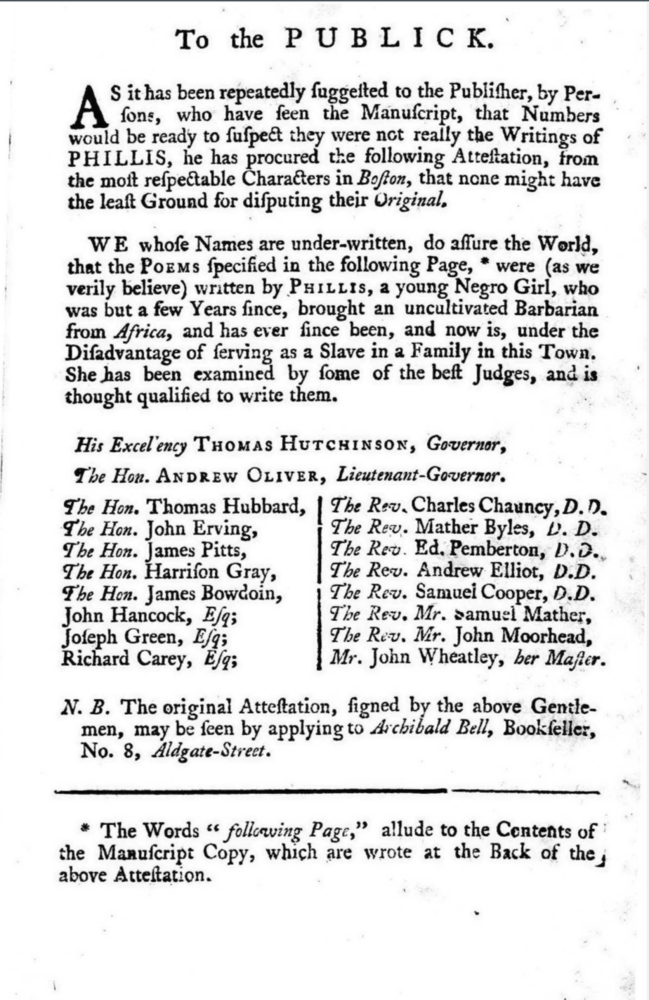 To the PUBLICK.
AS it has been repeatedly ſuggeſted to the Publiſher, by Per-
ſons, who have ſeen the Manuſcript, that Numbers
would be ready to ſuſpect they were not really the Writings of
PHILLIS, he has procured the following Atteſtation, from
the moſt reſpectable Characters in Boſton, that none might have
the leaſt Ground for diſputing their Original.
WE whoſe Names are under-written, do aſſure the World,
that the POEMS ſpecified in the following Page, * were (as we
verily believe) written by PHILLIS, a young Negro Girl, who
was but a few Years ſince, brought an uncultivated Barbarian
from Africa, and has ever ſince been, and now is, under the
Diſadvantage of ſerving as a Slave in a Family in this Town.
She has been examined by ſome of the beſt Judges, and is
thought qualified to write them.
His Excel'ency THOMAS HUTCHINSON, Governor,
The Hon. ANDREW OLIVER, Lieutenant-Governor.
The Hon. Thomas Hubbard,
The Hon. John Erving,
The Hon. James Pitts,
The Hon. Harriſon Gray,
The Hon. James Bowdoin,
John Hancock, Eſq;
Joſeph Green, Eſq;
Richard Carey, Eſq;
The Rev. Charles Chauncy, D. D.
The Rev. Mather Byles, D. D.
The Rev. Ed. Pemberton, D. D.
The Rev. Andrew Elliot, D.D.
The Rev. Samuel Cooper, D.D.
The Rev. Mr. Samuel Mather,
The Rev. Mr. John Moorhead,
Mr. John Wheatley, her Maſter.
N. B. The original Atteſtation, ſigned by the above Gentle-
men, may be ſeen by applying to Archibald Bell, Bookſeller,
No. 8, Aldgate-Street.
* The Words "following Page," allude to the Contents of
the Manuſcript Copy, which are wrote at the Back of the
above Atteſtation.